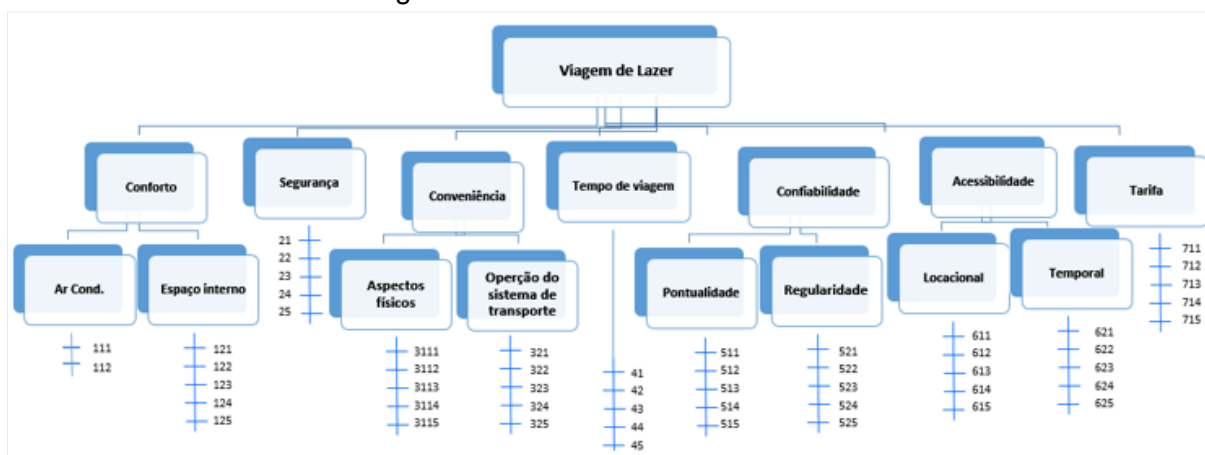 Viagem de Lazer
Conforto
Segurança
Conveniência
Tempo de viagem
Confiabilidade
Acessibilidade
Tarifa
Ar Cond.
Espaço interno
Aspectos
físicos
Operção do
sistema de
transporte
Pontualidade
Regularidade
Locacional
Temporal
111
112
121
122
123
124
125
21
22
23
24
25
3111
3112
3113
3114
3115
321
322
323
324
325
41
42
43
44
45
511
512
513
514
515
521
522
523
524
525
611
612
613
614
615
621
622
623
624
625
711
712
713
714
715